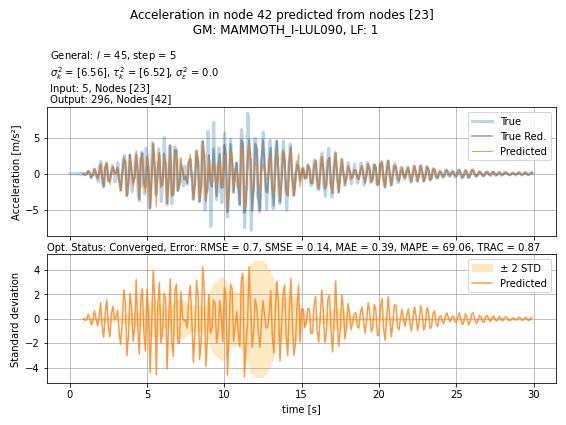 Acceleration in node 42 predicted from nodes [23]
GM: MAMMOTH_I-LUL090, LF: 1
General: l = 45, step = 5
σ²ₖ = [6.56], τ²ₖ = [6.52], σ²ε = 0.0
Input: 5, Nodes [23]
Output: 296, Nodes [42]
True
True Red.
Predicted
Acceleration [m/s²]
5
0
−5
Opt. Status: Converged, Error: RMSE = 0.7, SMSE = 0.14, MAE = 0.39, MAPE = 69.06, TRAC = 0.87
± 2 STD
Predicted
Standard deviation
4
2
0
−2
−4
0 5 10 15 20 25 30
time [s]